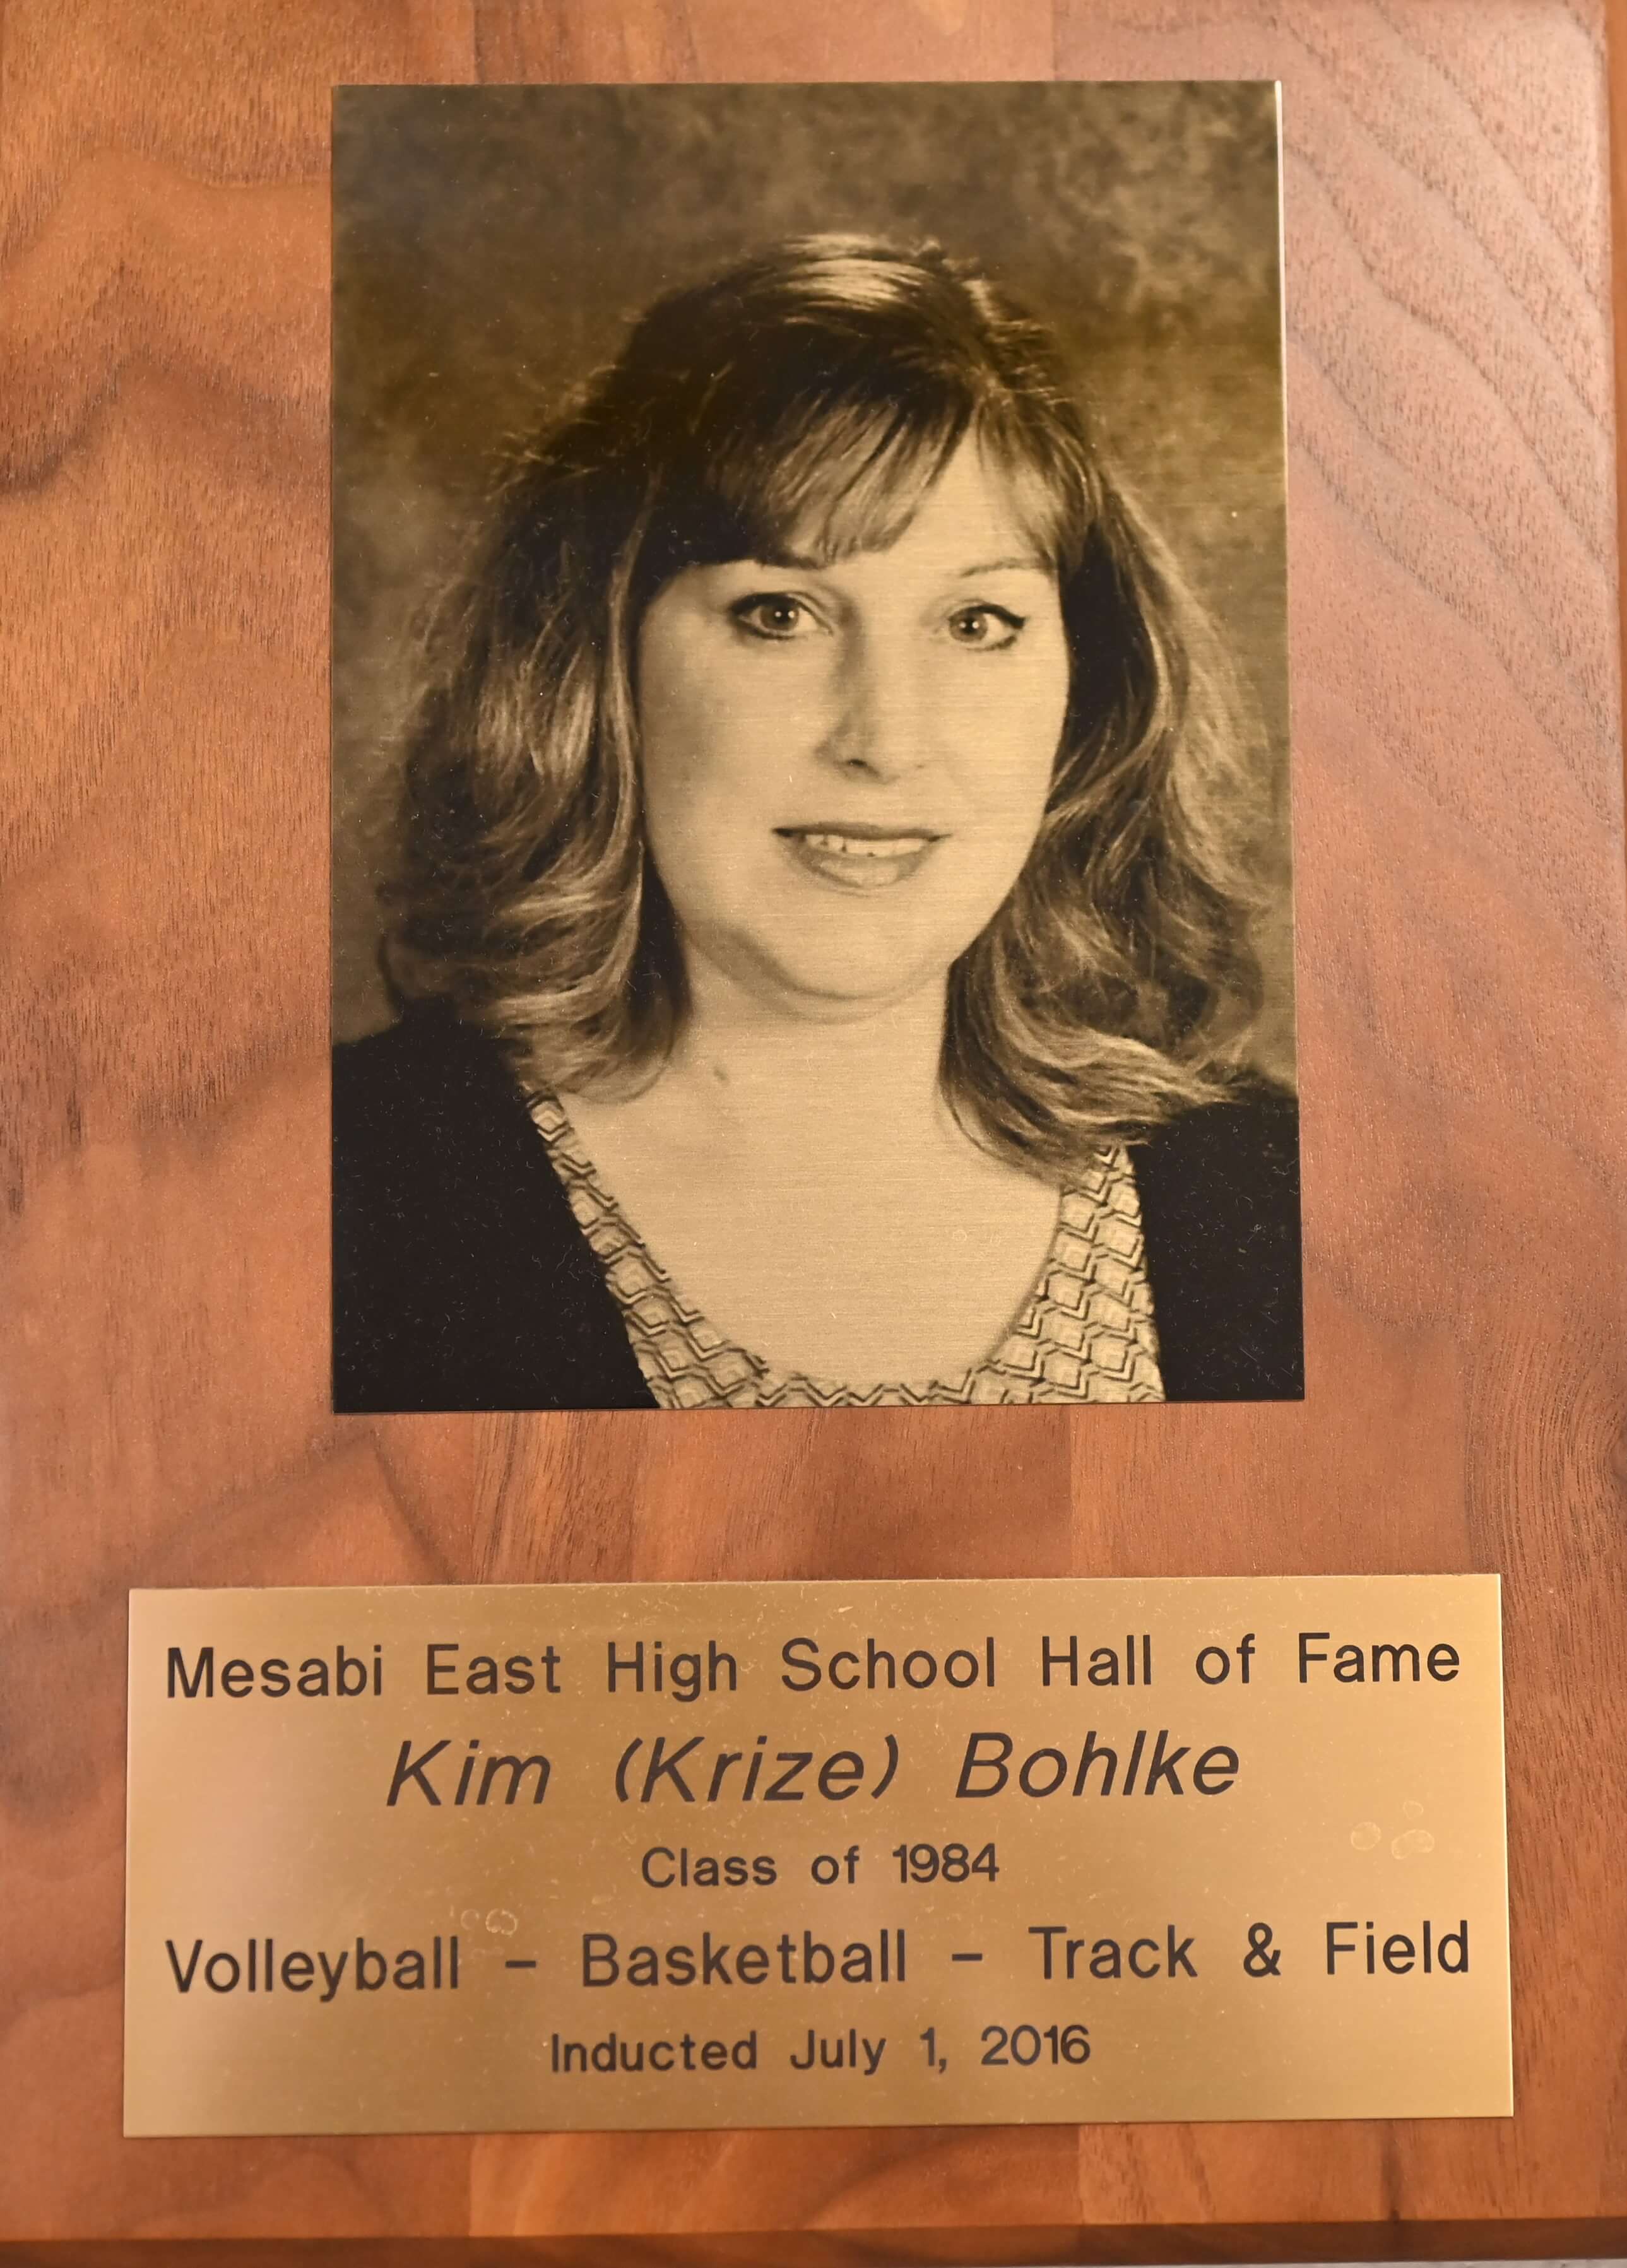 Mesabi East High School Hall of Fame
Kim (Krize) Bohlke
Class of 1984
Volleyball - Basketball - Track & Field
Inducted July 1, 2016